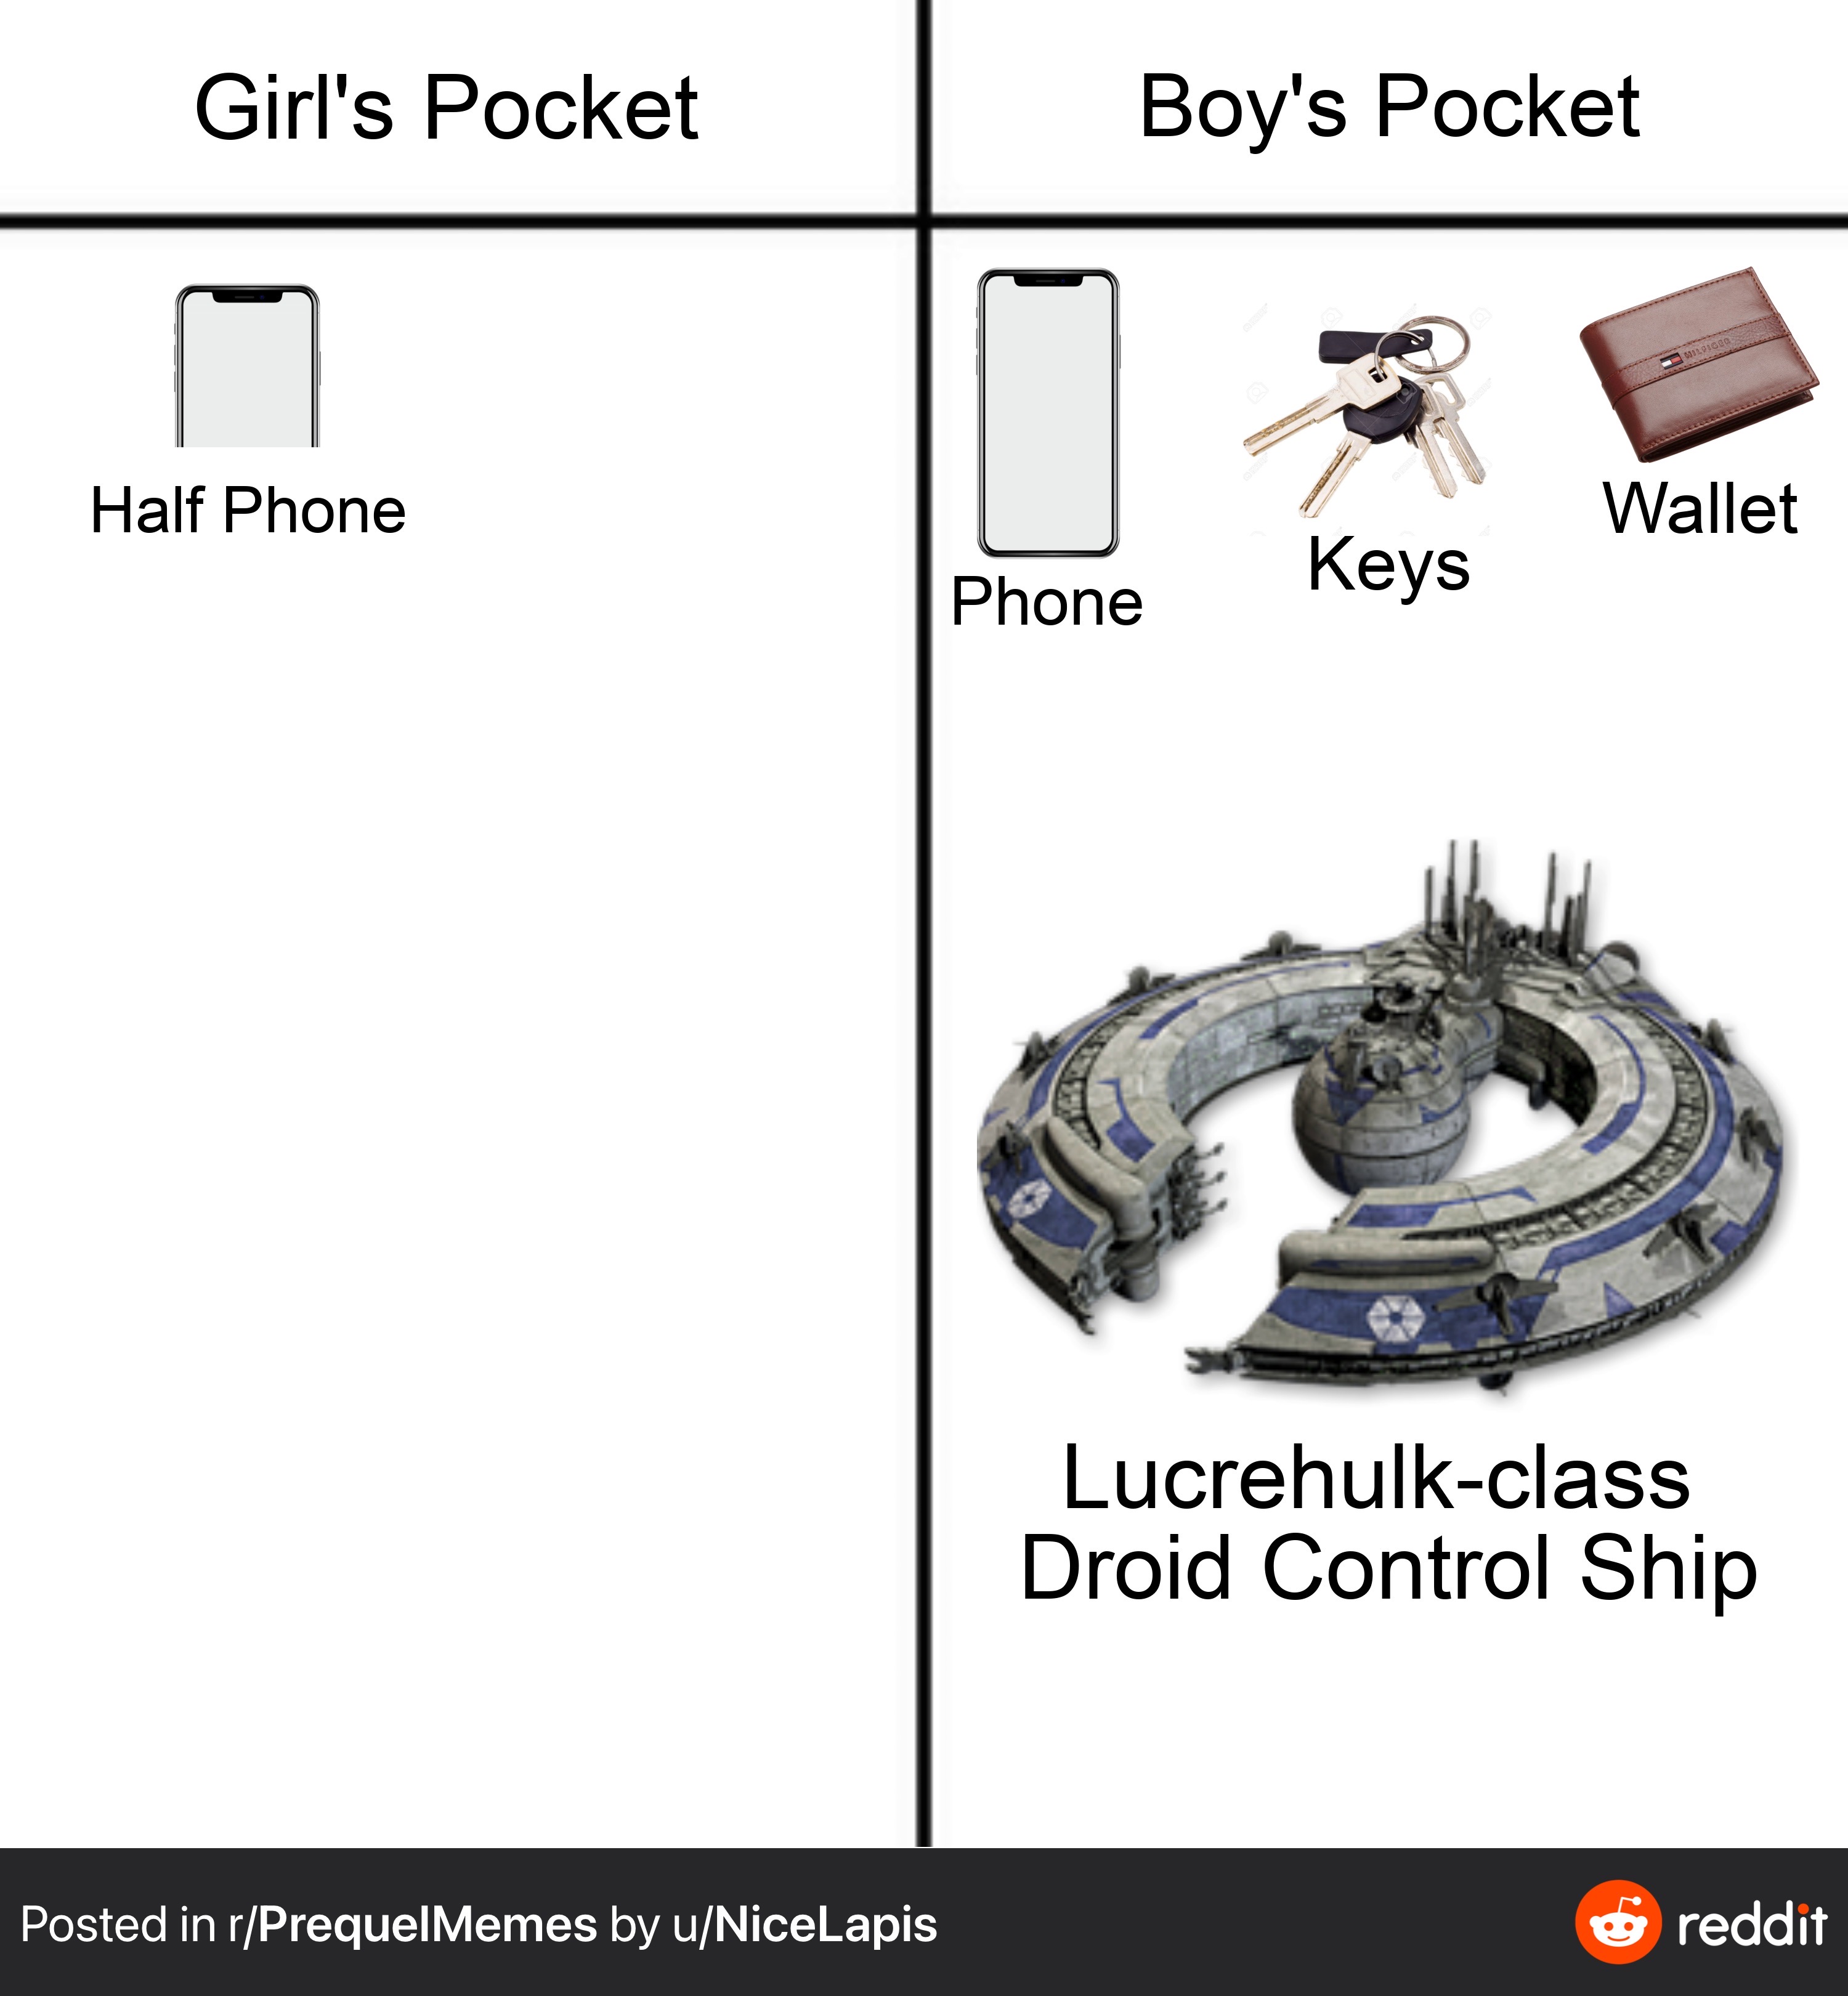 Girl's Pocket
Boy's Pocket
Half Phone
Phone
Keys
Wallet
HILFIGER
Lucrehulk-class
Droid Control Ship
Posted in r/PrequelMemes by u/NiceLapis
reddit